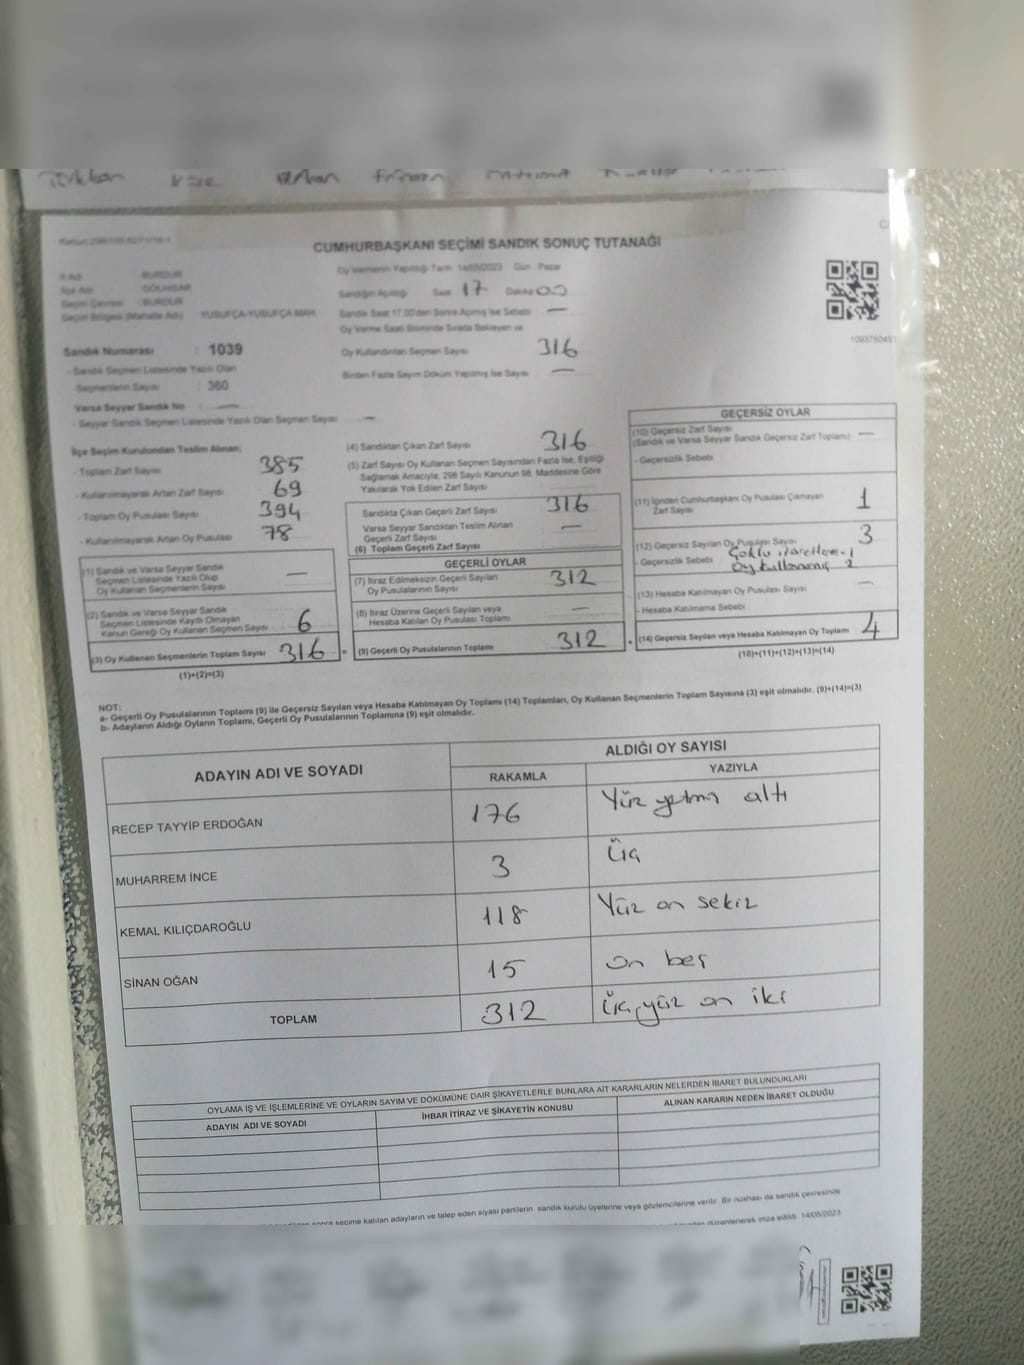 CUMHURBAŞKANI SEÇİMİ SANDIK SONUÇ TUTANAĞI
Oy Vermenin Yapıldığı Tarih 14/05/2023 Gün Pazar
İl Adı BURDUR
İlçe Adı GÖLHİSAR
Sandığın Açıldığı Saat 17 Dakika 00
Seçim Çevresi : BURDUR
Sandık Saat 17.00'den Sonra Açılmış İse Sebebi —
Seçim Bölgesi (Mahalle Adı) YUSUFÇA-YUSUFÇA MAH.
Oy Verme Saati Bitiminde Sırada Bekleyen ve
Oy Kullandırılan Seçmen Sayısı 316
Sandık Numarası : 1039
Birden Fazla Sayım Döküm Yapılmış İse Sayısı —
- Sandık Seçmen Listesinde Yazılı Olan
Seçmenlerin Sayısı : 360
Varsa Seyyar Sandık No : —
- Seyyar Sandık Seçmen Listesinde Yazılı Olan Seçmen Sayısı —
İlçe Seçim Kurulundan Teslim Alınan;
- Toplam Zarf Sayısı 385
- Kullanılmayarak Artan Zarf Sayısı 69
- Toplam Oy Pusulası Sayısı 394
- Kullanılmayarak Artan Oy Pusulası 78
(1) Sandık ve Varsa Seyyar Sandık
Seçmen Listesinde Yazılı Olup
Oy Kullanan Seçmenlerin Sayısı —
(2) Sandık ve Varsa Seyyar Sandık
Seçmen Listesinde Kayıtlı Olmayan
Kanun Gereği Oy Kullanan Seçmen Sayısı 6
(3) Oy Kullanan Seçmenlerin Toplam Sayısı 316 =
(1)+(2)=(3)
(4) Sandıktan Çıkan Zarf Sayısı 316
(5) Zarf Sayısı Oy Kullanan Seçmen Sayısından Fazla İse, Eşitliği
Sağlamak Amacıyla, 298 Sayılı Kanunun 98. Maddesine Göre
Yakılarak Yok Edilen Zarf Sayısı
Sandıkta Çıkan Geçerli Zarf Sayısı 316
Varsa Seyyar Sandıktan Teslim Alınan
Geçerli Zarf Sayısı —
(6) Toplam Geçerli Zarf Sayısı
GEÇERLİ OYLAR
(7) İtiraz Edilmeksizin Geçerli Sayılan
Oy Pusulalarının Sayısı 312
(8) İtiraz Üzerine Geçerli Sayılan veya
Hesaba Katılan Oy Pusulası Toplamı —
(9) Geçerli Oy Pusulalarının Toplamı 312 +
GEÇERSİZ OYLAR
(10) Geçersiz Zarf Sayısı
(Sandık ve Varsa Seyyar Sandık Geçersiz Zarf Toplamı) —
- Geçersizlik Sebebi
(11) İçinden Cumhurbaşkanı Oy Pusulası Çıkmayan
Zarf Sayısı 1
(12) Geçersiz Sayılan Oy Pusulası Sayısı 3
- Geçersizlik Sebebi Çoklu işaretleme - 1
2
(13) Hesaba Katılmayan Oy Pusulası Sayısı —
- Hesaba Katılmama Sebebi
(14) Geçersiz Sayılan veya Hesaba Katılmayan Oy Toplamı 4
(10)+(11)+(12)+(13)=(14)
NOT:
a- Geçerli Oy Pusulalarının Toplamı (9) ile Geçersiz Sayılan veya Hesaba Katılmayan Oy Toplamı (14) Toplamları, Oy Kullanan Seçmenlerin Toplam Sayısına (3) eşit olmalıdır. (9)+(14)=(3)
b- Adayların Aldığı Oyların Toplamı, Geçerli Oy Pusulalarının Toplamına (9) eşit olmalıdır.
ADAYIN ADI VE SOYADI
ALDIĞI OY SAYISI
RAKAMLA YAZIYLA
RECEP TAYYİP ERDOĞAN 176 Yüz yetmiş altı
MUHARREM İNCE 3 Üç
KEMAL KILIÇDAROĞLU 118 Yüz on sekiz
SİNAN OĞAN 15 on beş
TOPLAM 312 Üç yüz on iki
OYLAMA İŞ VE İŞLEMLERİNE VE OYLARIN SAYIM VE DÖKÜMÜNE DAİR ŞİKAYETLERLE BUNLARA AİT KARARLARIN NELERDEN İBARET BULUNDUKLARI
ADAYIN ADI VE SOYADI İHBAR İTİRAZ VE ŞİKAYETİN KONUSU ALINAN KARARIN NEDEN İBARET OLDUĞU
sonra seçime katılan adayların ve talep eden siyasi partilerin sandık kurulu üyelerine veya gözlemcilerine verilir. Bir nüshası da sandık çevresinde
düzenlenerek imza edildi. 14/05/2023